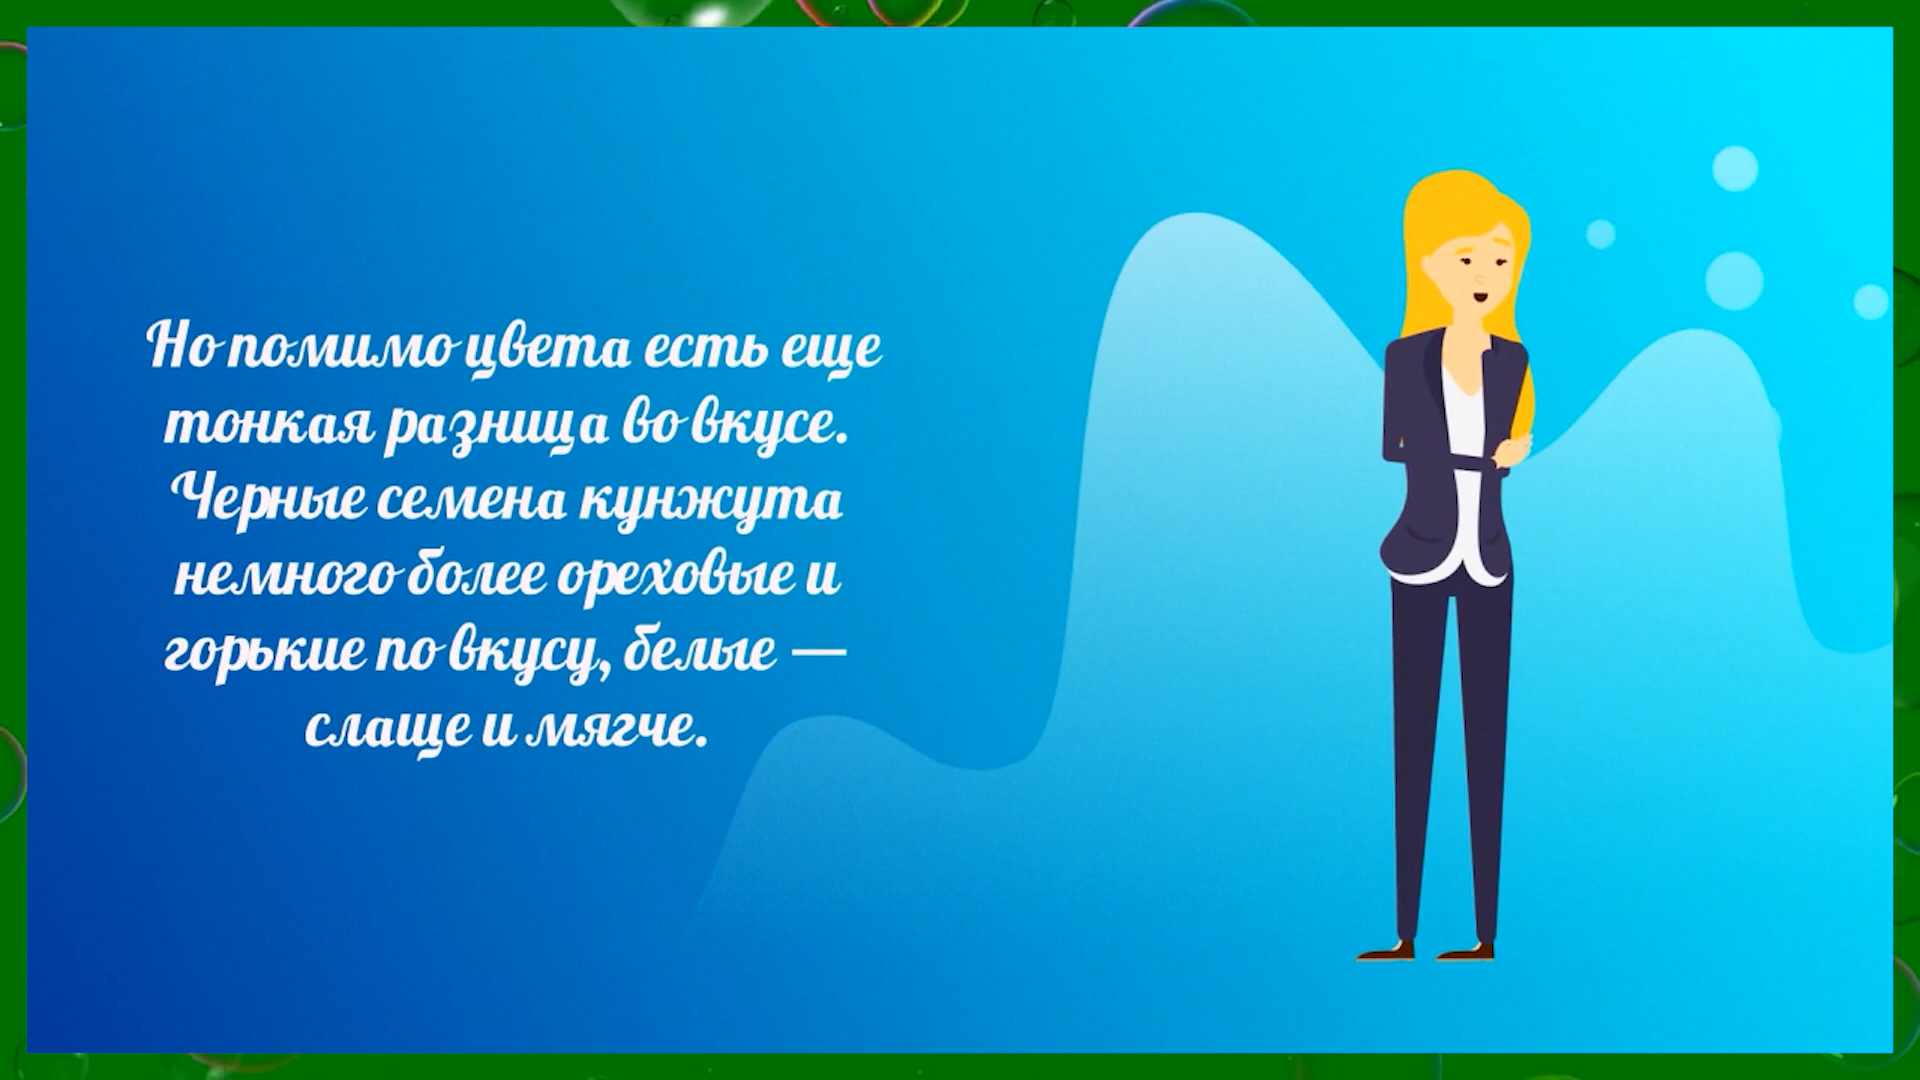 Но помимо цвета есть еще
тонкая разница во вкусе.
Черные семена кунжута
немного более ореховые и
горькие по вкусу, белые —
слаще и мягче.